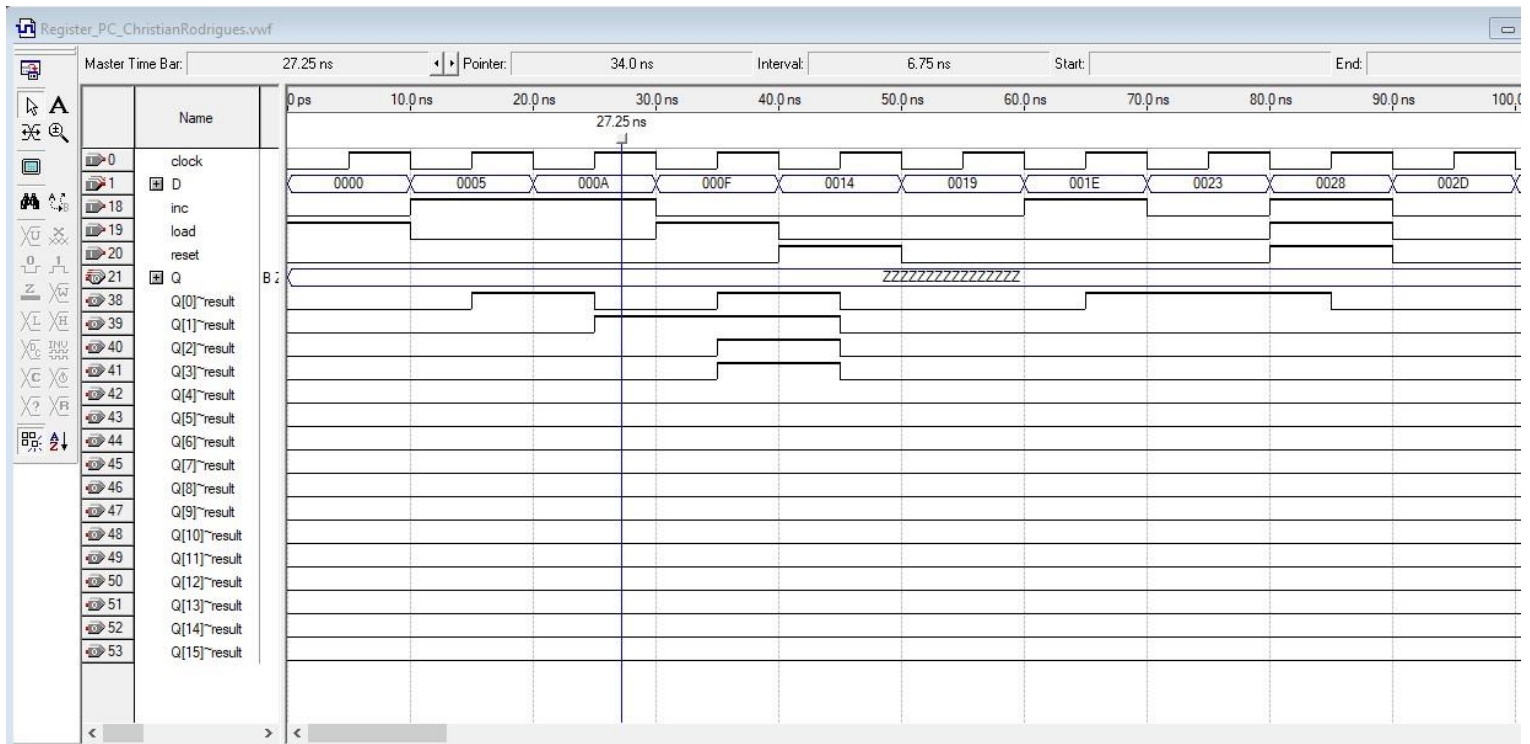 Register_PC_ChristianRodrigues.vwf
Master Time Bar: 27.25 ns Pointer: 34.0 ns Interval: 6.75 ns Start: End:
Name 0 ps 10.0 ns 20.0 ns 30.0 ns 40.0 ns 50.0 ns 60.0 ns 70.0 ns 80.0 ns 90.0 ns 100.0
27.25 ns
0 clock
1 D 0000 0005 000A 000F 0014 0019 001E 0023 0028 002D
18 inc
19 load
20 reset
21 Q B Z ZZZZZZZZZZZZZZZZ
38 Q[0]~result
39 Q[1]~result
40 Q[2]~result
41 Q[3]~result
42 Q[4]~result
43 Q[5]~result
44 Q[6]~result
45 Q[7]~result
46 Q[8]~result
47 Q[9]~result
48 Q[10]~result
49 Q[11]~result
50 Q[12]~result
51 Q[13]~result
52 Q[14]~result
53 Q[15]~result